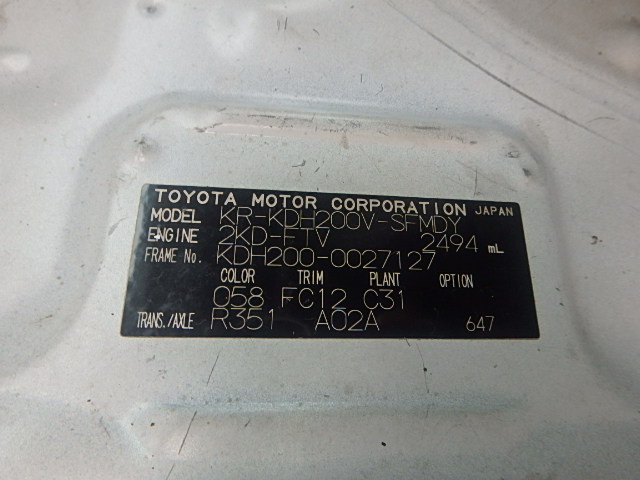 TOYOTA MOTOR CORPORATION JAPAN
MODEL KR-KDH200V-SFMDY
ENGINE 2KD-FTV 2494 mL
FRAME No. KDH200-0027127
COLOR TRIM PLANT OPTION
058 FC12 C31
TRANS./AXLE R351 A02A 647